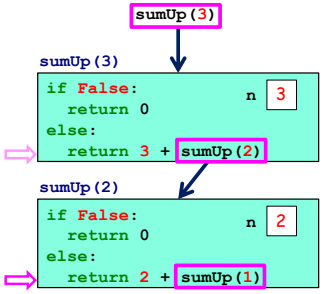 sumUp(3)
sumUp(3)
if False:
n 3
return 0
else:
return 3 + sumUp(2)
sumUp(2)
if False:
n 2
return 0
else:
return 2 + sumUp(1)